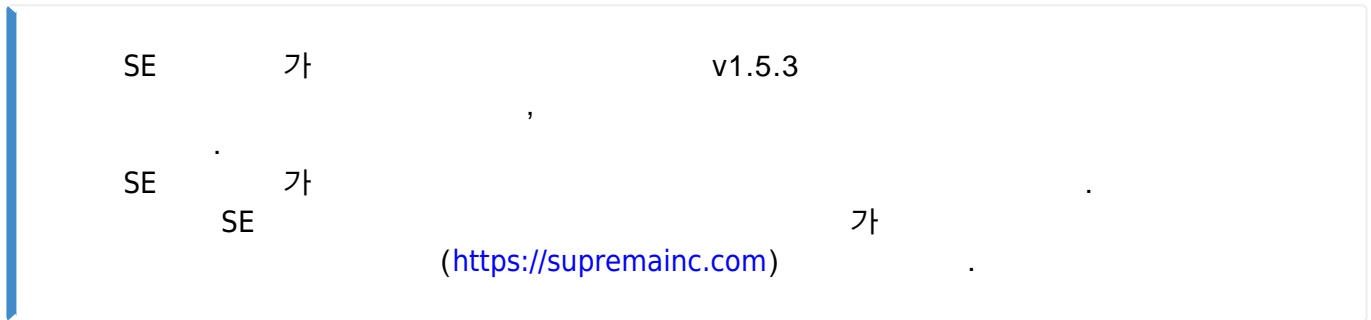 SE 가 v1.5.3
,
.
SE 가 .
SE 가
(https://supremainc.com) .